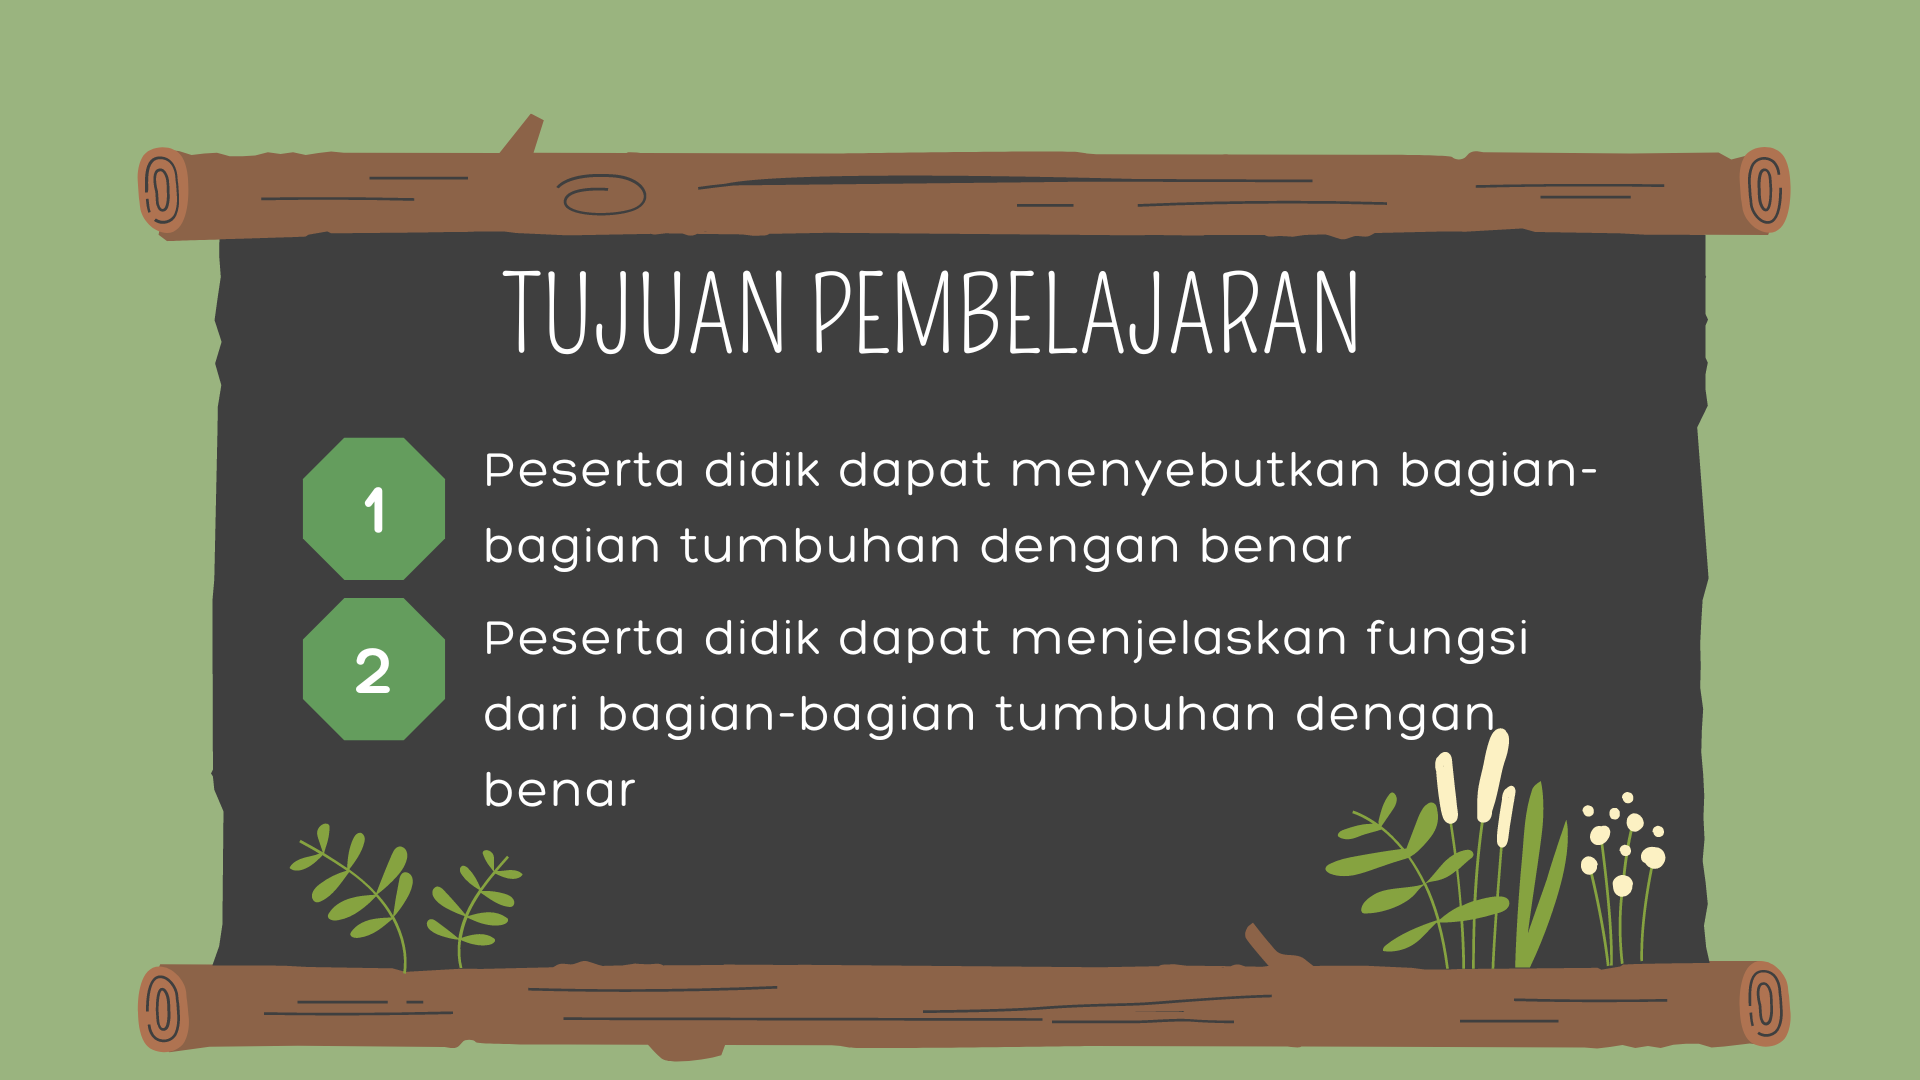 TUJUAN PEMBELAJARAN
1
Peserta didik dapat menyebutkan bagian-
bagian tumbuhan dengan benar
2
Peserta didik dapat menjelaskan fungsi
dari bagian-bagian tumbuhan dengan
benar